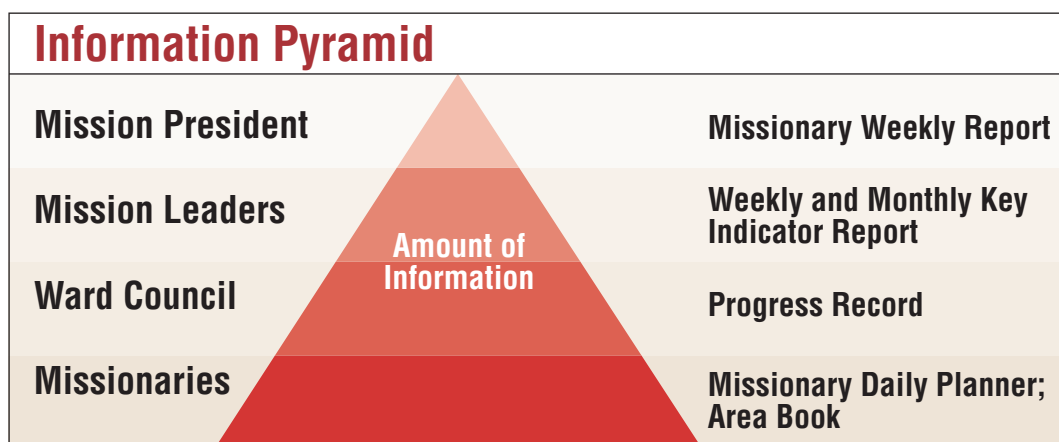 Information Pyramid
Mission President
Missionary Weekly Report
Mission Leaders
Weekly and Monthly Key
Indicator Report
Amount of
Information
Ward Council
Progress Record
Missionaries
Missionary Daily Planner;
Area Book